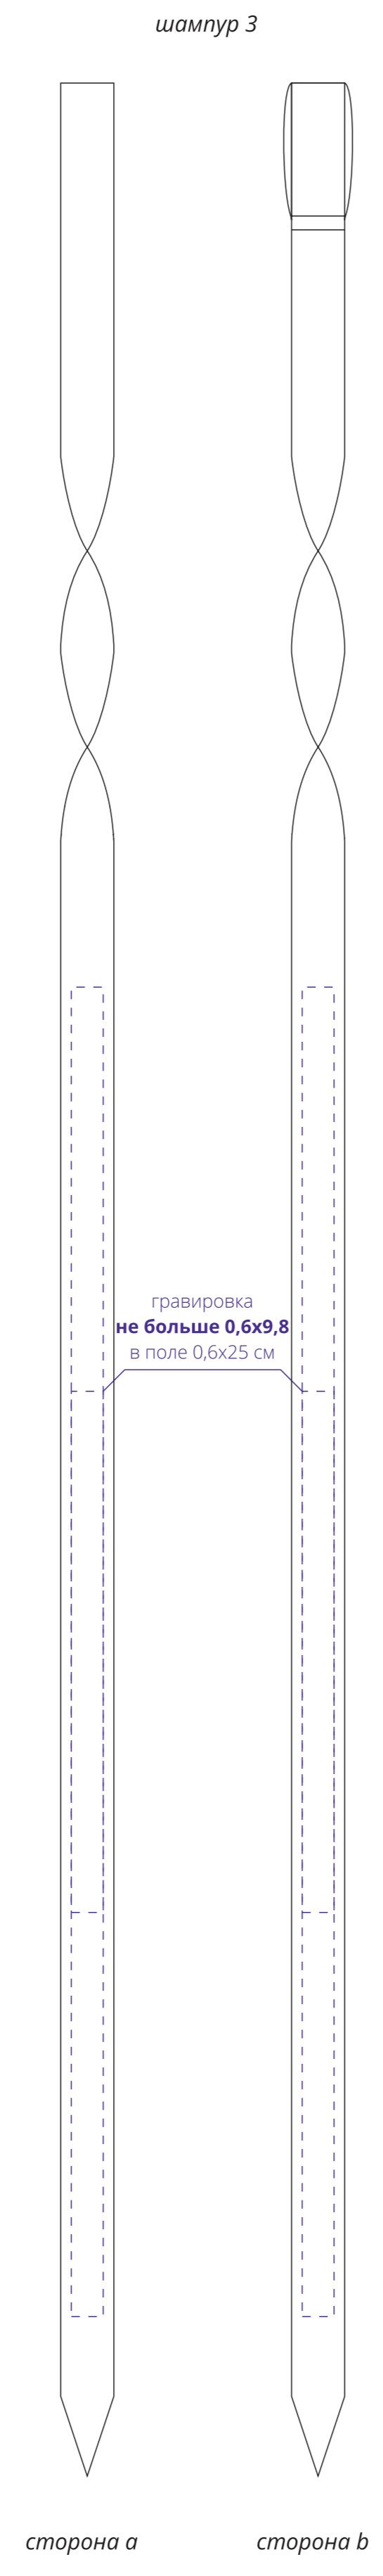 шампур 3
гравировка
не больше 0,6х9,8
в поле 0,6х25 см
сторона a
сторона b